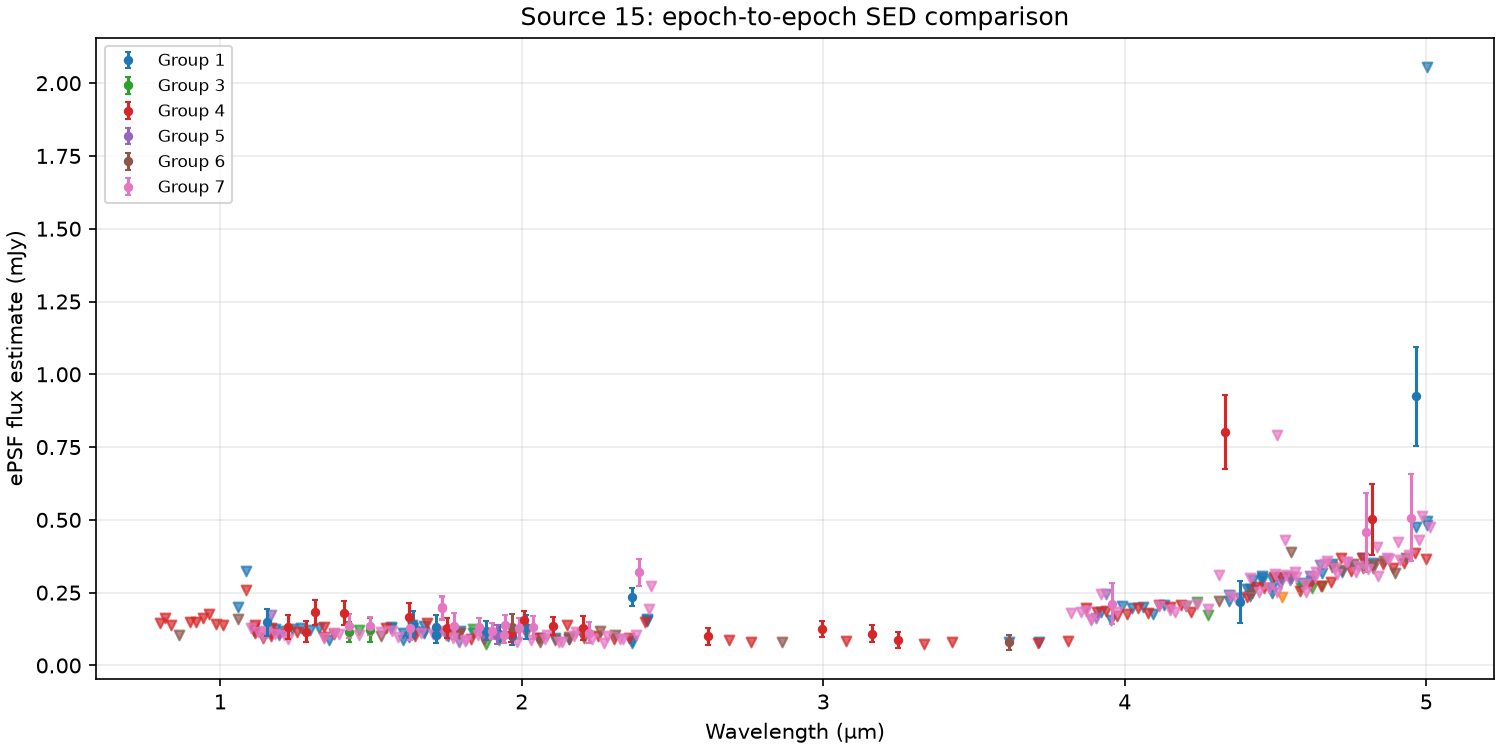 Source 15: epoch-to-epoch SED comparison
Group 1
Group 3
Group 4
Group 5
Group 6
Group 7
ePSF flux estimate (mJy)
2.00
1.75
1.50
1.25
1.00
0.75
0.50
0.25
0.00
1 2 3 4 5
Wavelength (µm)